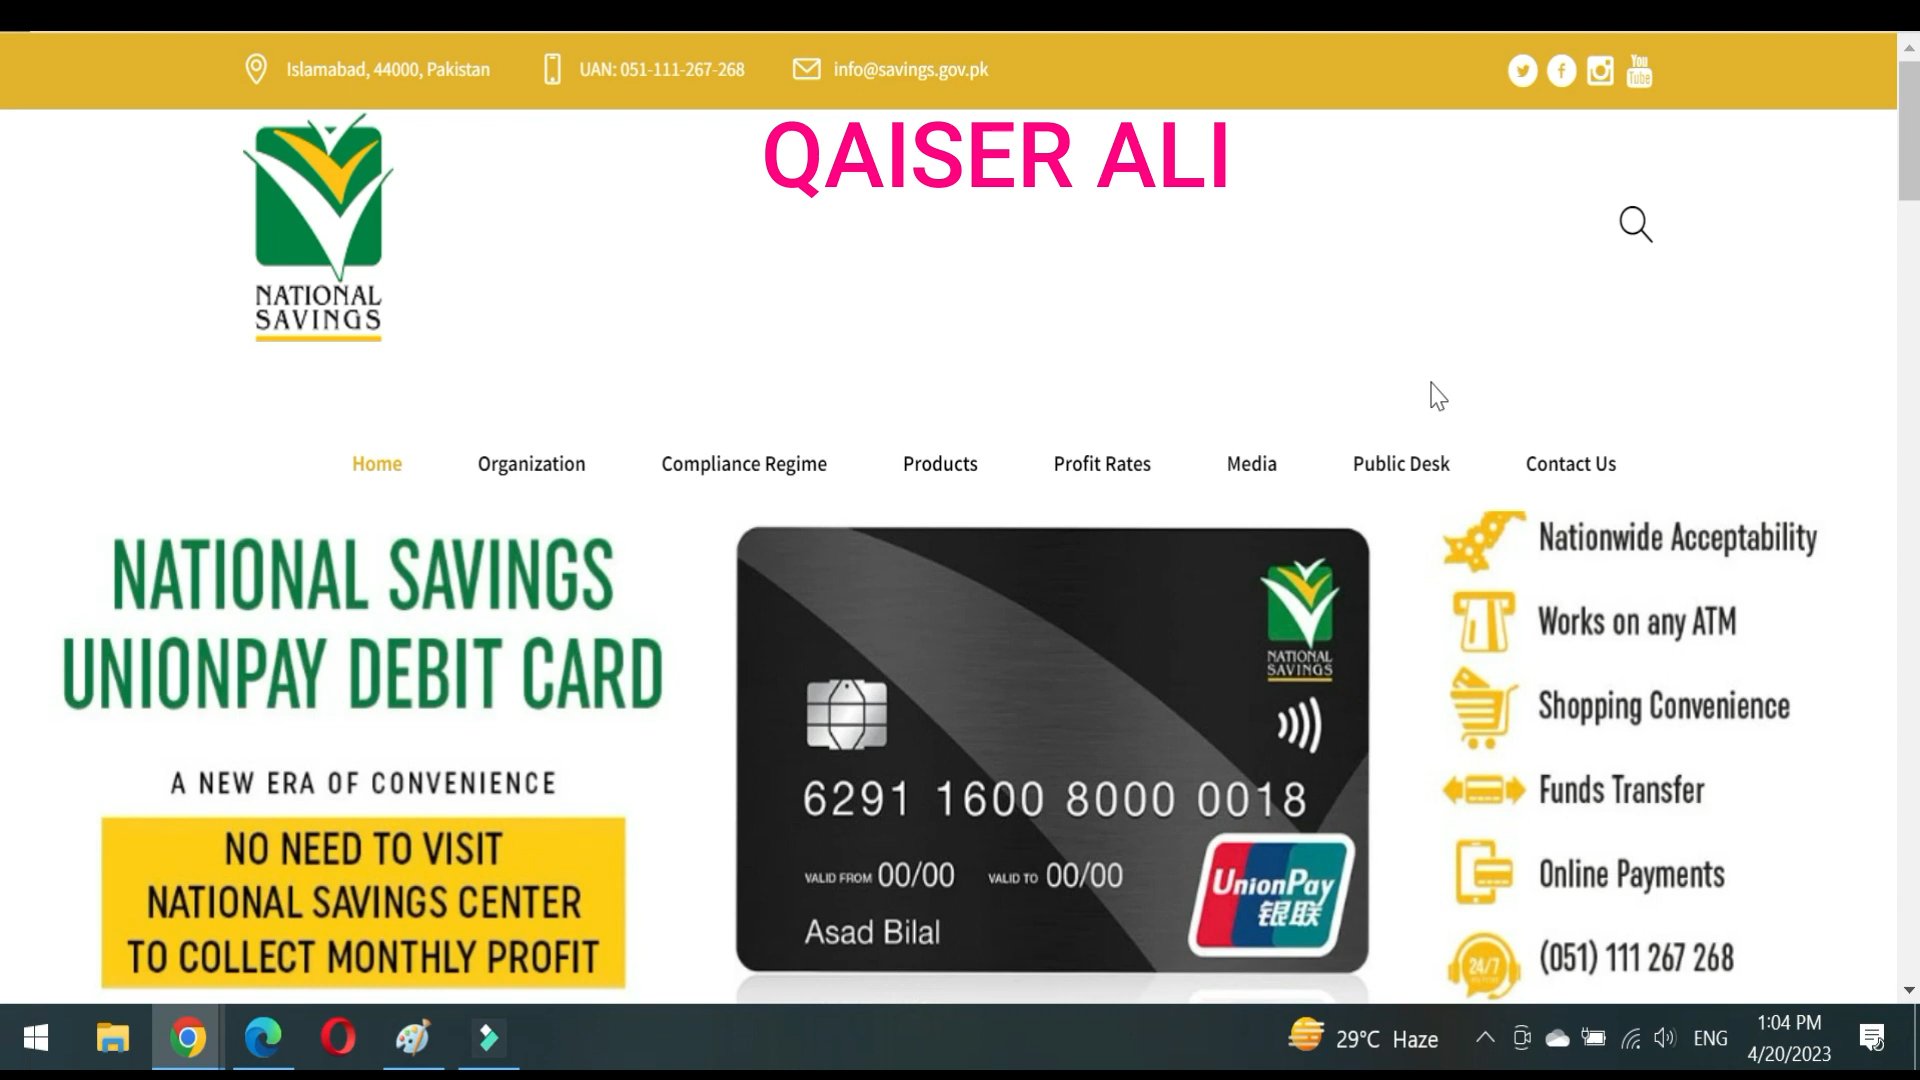 Islamabad, 44000, Pakistan
UAN: 051-111-267-268
info@savings.gov.pk
You
Tube
QAISER ALI
NATIONAL
SAVINGS
Home
Organization
Compliance Regime
Products
Profit Rates
Media
Public Desk
Contact Us
NATIONAL SAVINGS
UNIONPAY DEBIT CARD
A NEW ERA OF CONVENIENCE
NO NEED TO VISIT
NATIONAL SAVINGS CENTER
TO COLLECT MONTHLY PROFIT
NATIONAL
SAVINGS
6291 1600 8000 0018
VALID FROM 00/00 VALID TO 00/00
Asad Bilal
UnionPay
银联
Nationwide Acceptability
Works on any ATM
Shopping Convenience
Funds Transfer
Online Payments
24/7
(051) 111 267 268
29°C Haze
ENG
1:04 PM
4/20/2023